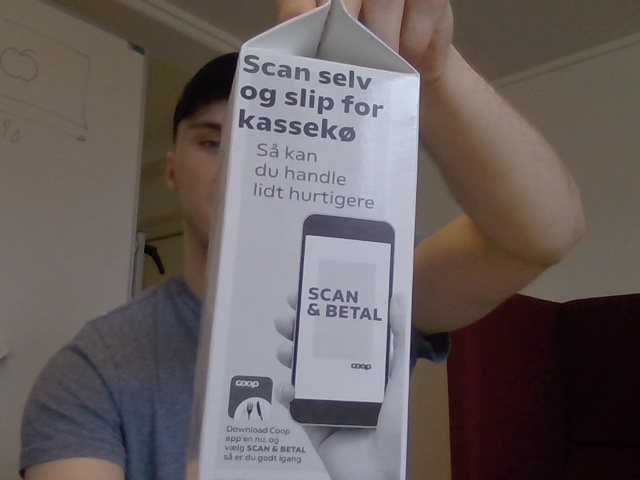 Scan selv
og slip for
kassekø
Så kan
du handle
lidt hurtigere
SCAN
& BETAL
coop
coop
Download Coop
app'en nu, og
vælg SCAN & BETAL
så er du godt igang.